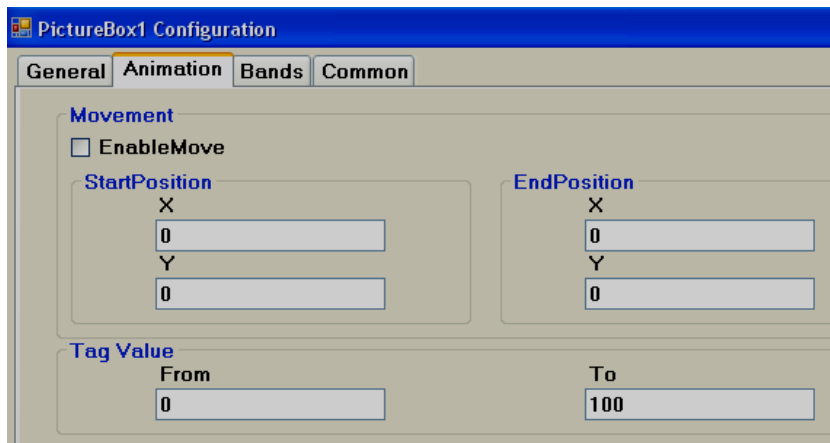 PictureBox1 Configuration
General Animation Bands Common
Movement
EnableMove
StartPosition EndPosition
X X
0 0
Y Y
0 0
Tag Value
From To
0 100